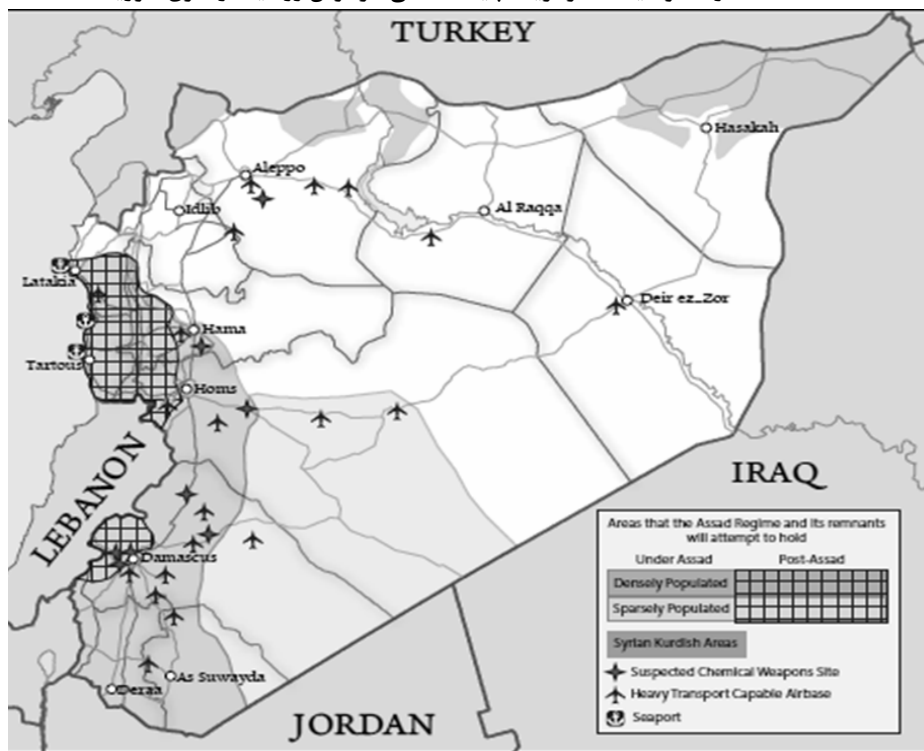 TURKEY
Hasakah
Aleppo
Idlib
Al Raqqa
Latakia
Deir ez_Zor
Hama
Tartous
Homs
LEBANON
IRAQ
Damascus
As Suwayda
Deraa
JORDAN
Areas that the Assad Regime and its remnants
will attempt to hold
Under Assad Post-Assad
Densely Populated
Sparsely Populated
Syrian Kurdish Areas
Suspected Chemical Weapons Site
Heavy Transport Capable Airbase
Seaport